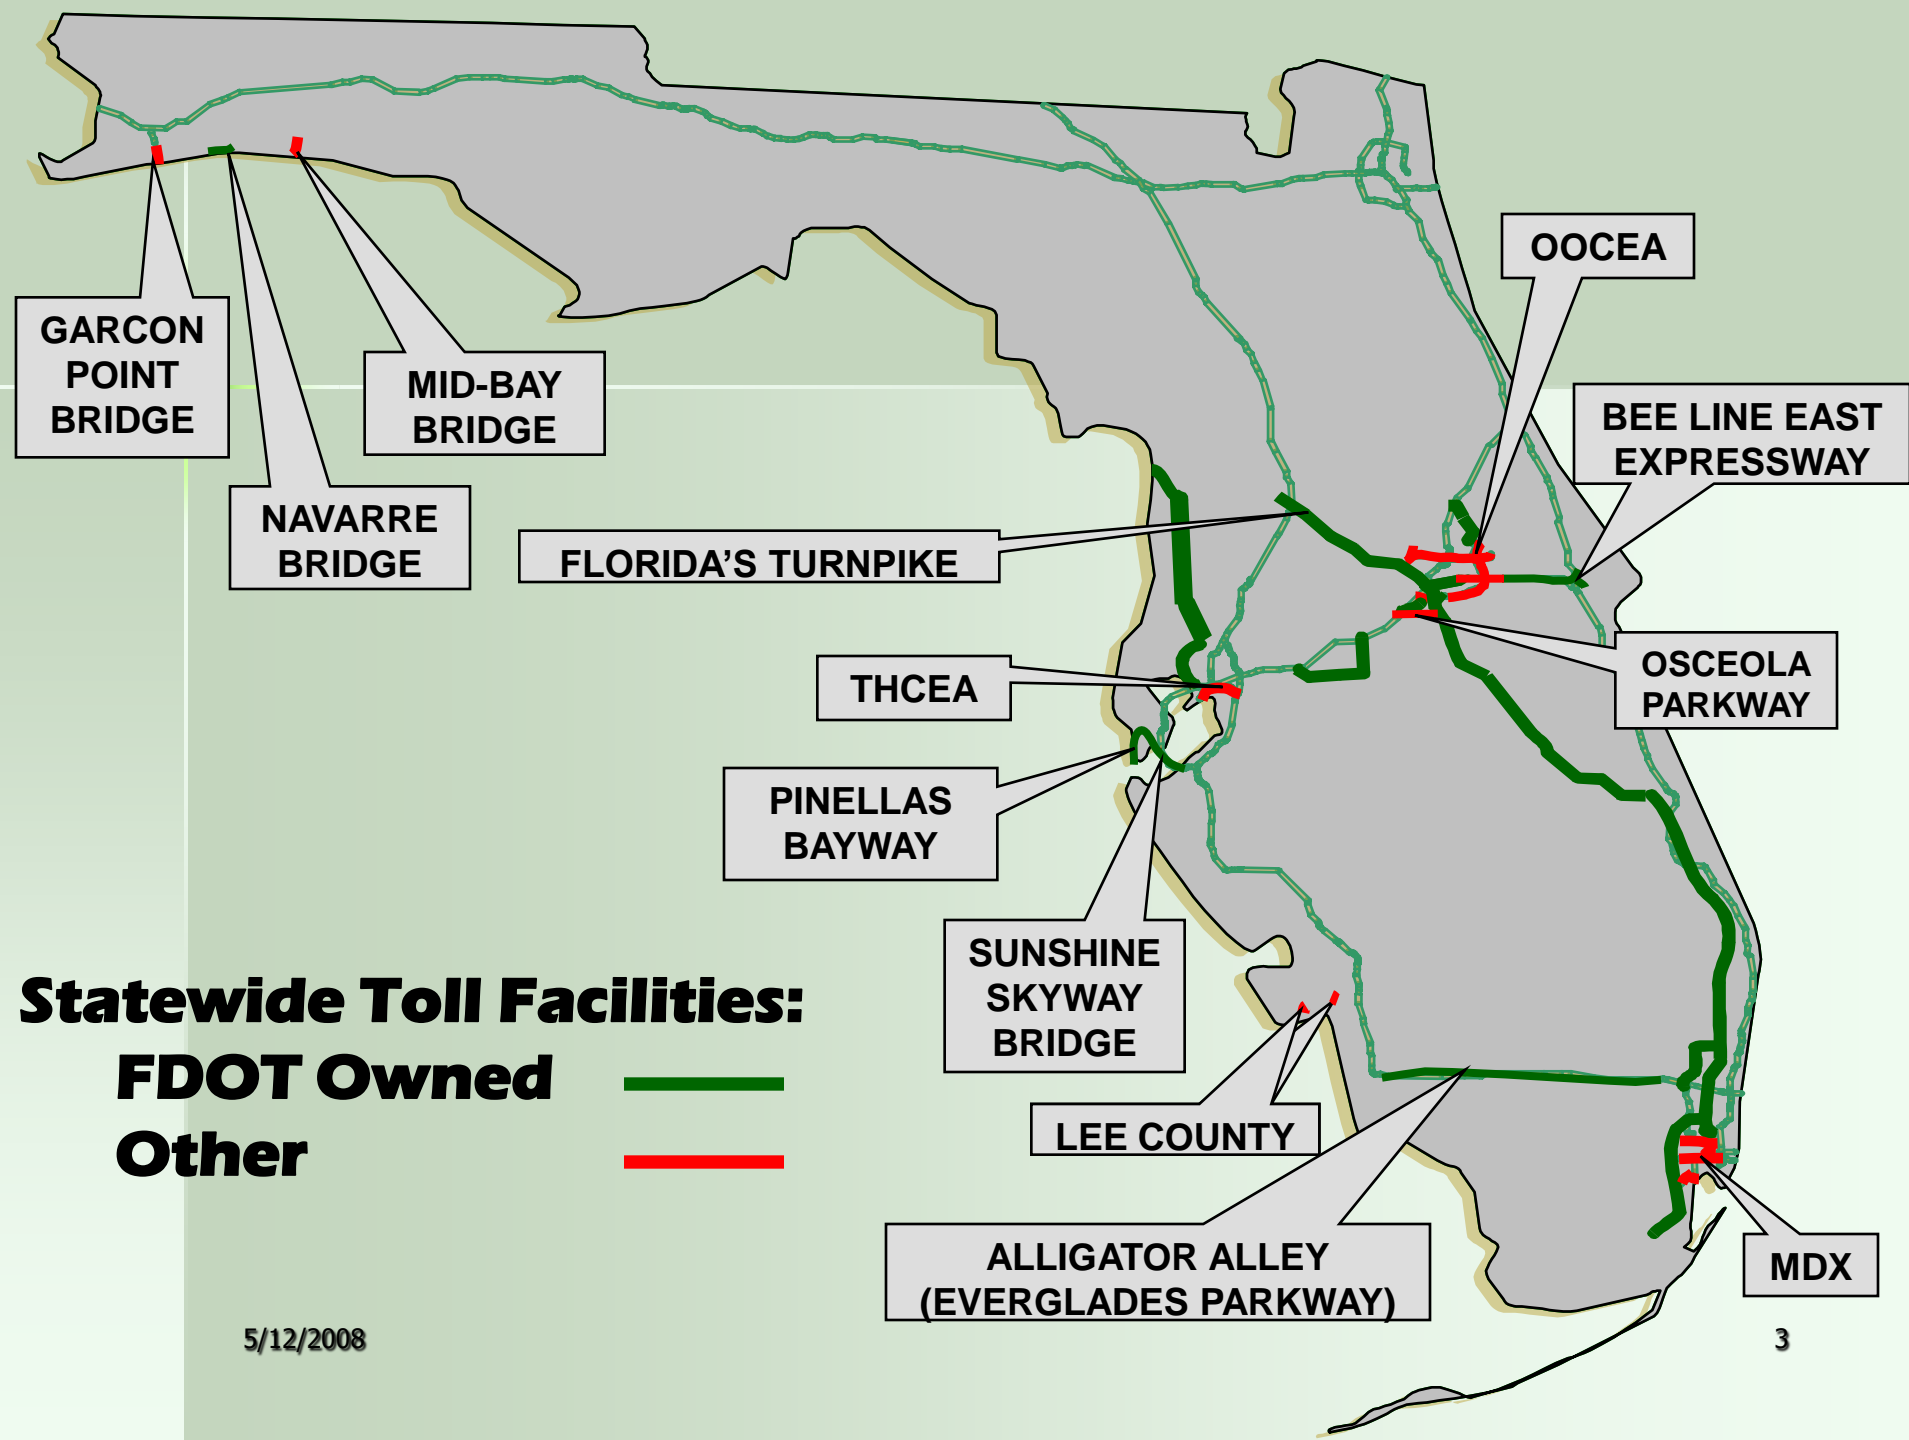 OOCEA
GARCON
POINT
BRIDGE
MID-BAY
BRIDGE
BEE LINE EAST
EXPRESSWAY
NAVARRE
BRIDGE
FLORIDA'S TURNPIKE
THCEA
OSCEOLA
PARKWAY
PINELLAS
BAYWAY
SUNSHINE
SKYWAY
BRIDGE
Statewide Toll Facilities:
FDOT Owned
Other
LEE COUNTY
ALLIGATOR ALLEY
(EVERGLADES PARKWAY)
MDX
5/12/2008
3